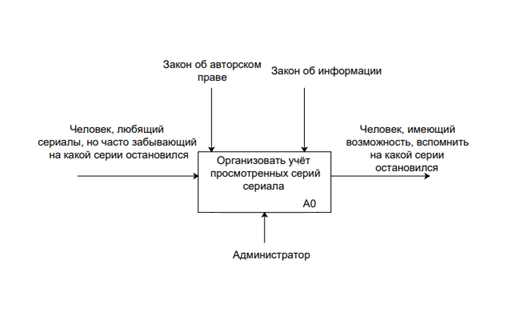 Закон об авторском
праве
Закон об информации
Человек, любящий
сериалы, но часто забывающий
на какой серии остановился
Человек, имеющий
возможность, вспомнить
на какой серии
остановился
Организовать учёт
просмотренных серий
сериала
A0
Администратор